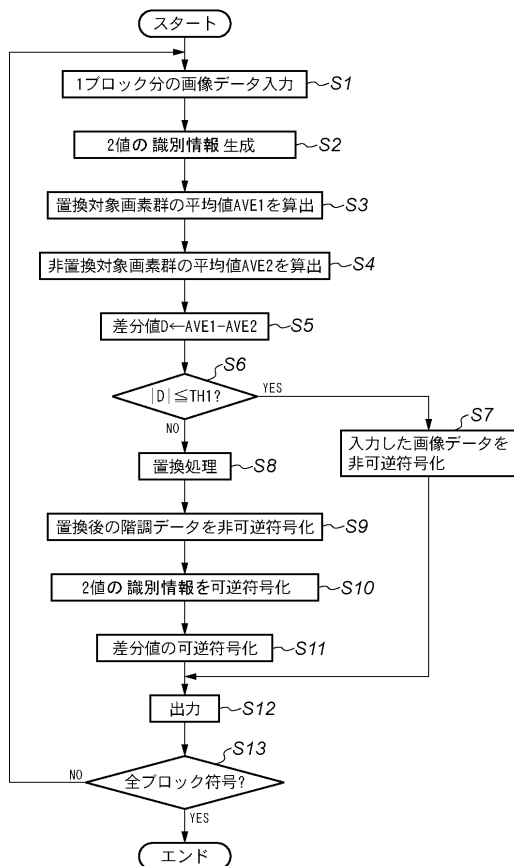 スタート
1ブロック分の画像データ入力
S1
2値の識別情報生成
S2
置換対象画素群の平均値AVE1を算出
S3
非置換対象画素群の平均値AVE2を算出
S4
差分値D←AVE1-AVE2
S5
S6
|D|≦TH1?
YES
NO
S7
入力した画像データを
非可逆符号化
置換処理
S8
置換後の階調データを非可逆符号化
S9
2値の識別情報を可逆符号化
S10
差分値の可逆符号化
S11
出力
S12
S13
全ブロック符号?
NO
YES
エンド